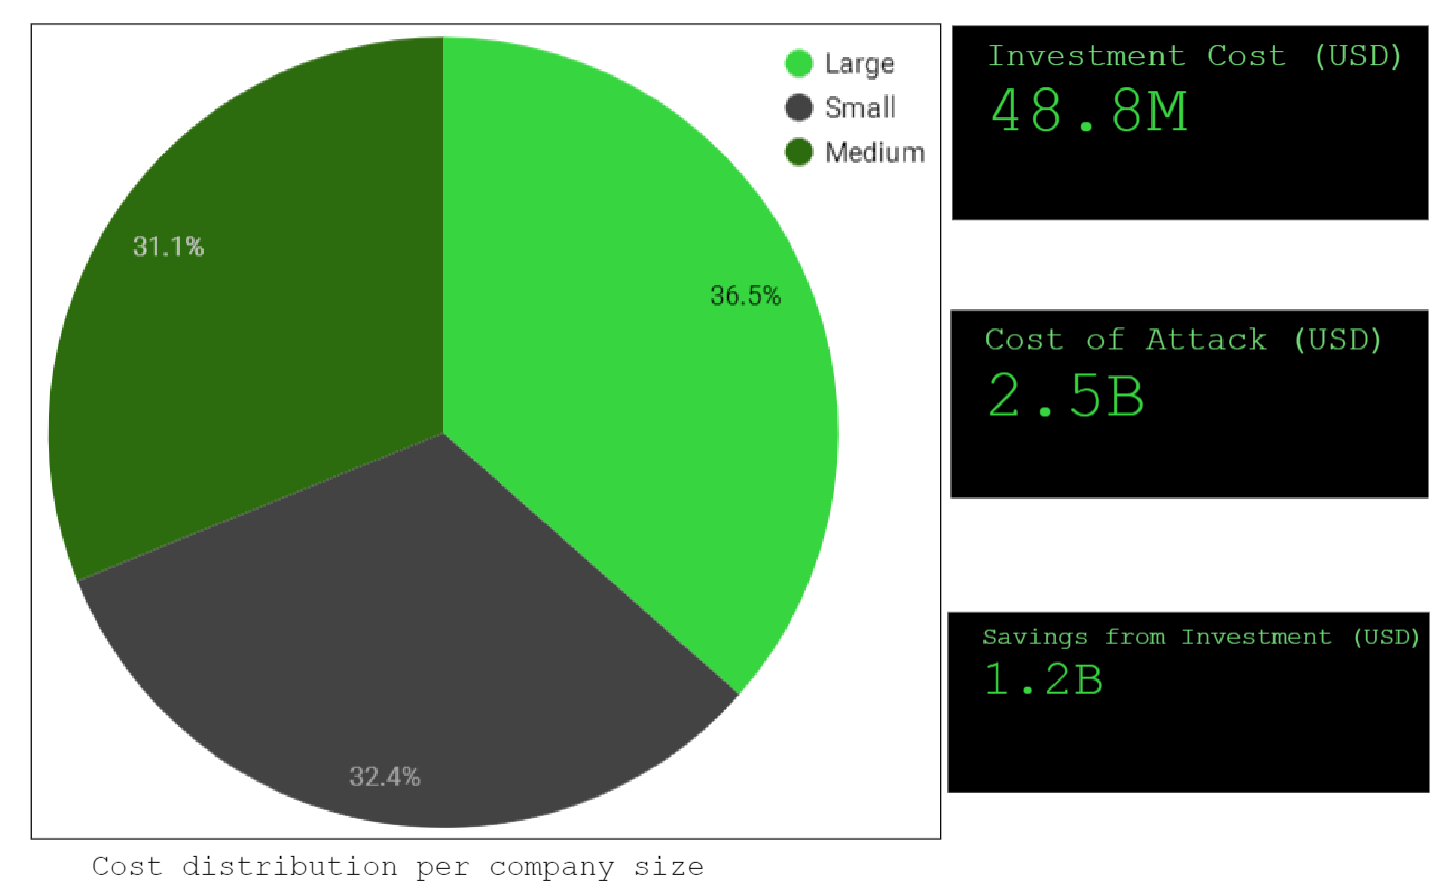 Large
Small
Medium
31.1%
36.5%
32.4%
Cost distribution per company size
Investment Cost (USD)
48.8M
Cost of Attack (USD)
2.5B
Savings from Investment (USD)
1.2B